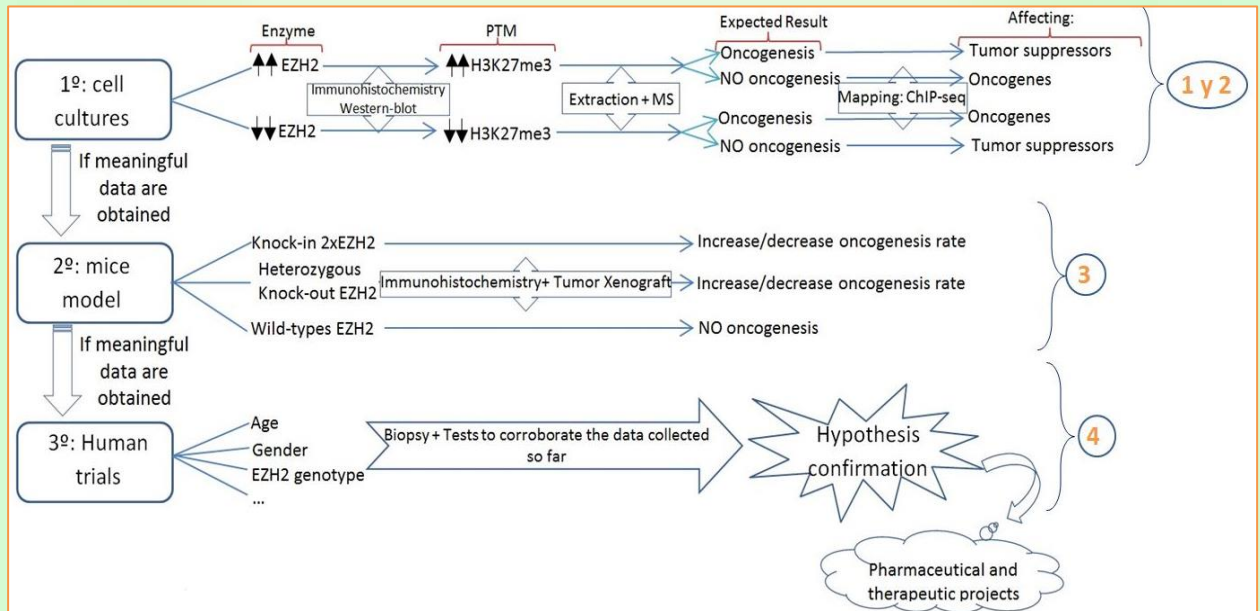 Enzyme
PTM
Expected Result
Affecting:
1º: cell
cultures
EZH2
Immunohistochemistry
Western-blot
H3K27me3
Extraction + MS
Oncogenesis
Tumor suppressors
NO oncogenesis
Mapping: ChIP-seq
Oncogenes
EZH2
H3K27me3
Oncogenesis
Oncogenes
NO oncogenesis
Tumor suppressors
1 y 2
If meaningful
data are
obtained
2º: mice
model
Knock-in 2xEZH2
Increase/decrease oncogenesis rate
Heterozygous
Knock-out EZH2
Immunohistochemistry+ Tumor Xenograft
Increase/decrease oncogenesis rate
Wild-types EZH2
NO oncogenesis
3
If meaningful
data are
obtained
3º: Human
trials
Age
Gender
EZH2 genotype
...
Biopsy + Tests to corroborate the data collected
so far
Hypothesis
confirmation
4
Pharmaceutical and
therapeutic projects